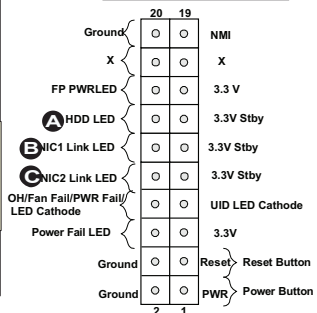 20 19
Ground NMI
X X
FP PWRLED 3.3 V
A HDD LED 3.3V Stby
B NIC1 Link LED 3.3V Stby
C NIC2 Link LED 3.3V Stby
OH/Fan Fail/PWR Fail/
LED Cathode UID LED Cathode
Power Fail LED 3.3V
Ground Reset Reset Button
Ground PWR Power Button
2 1